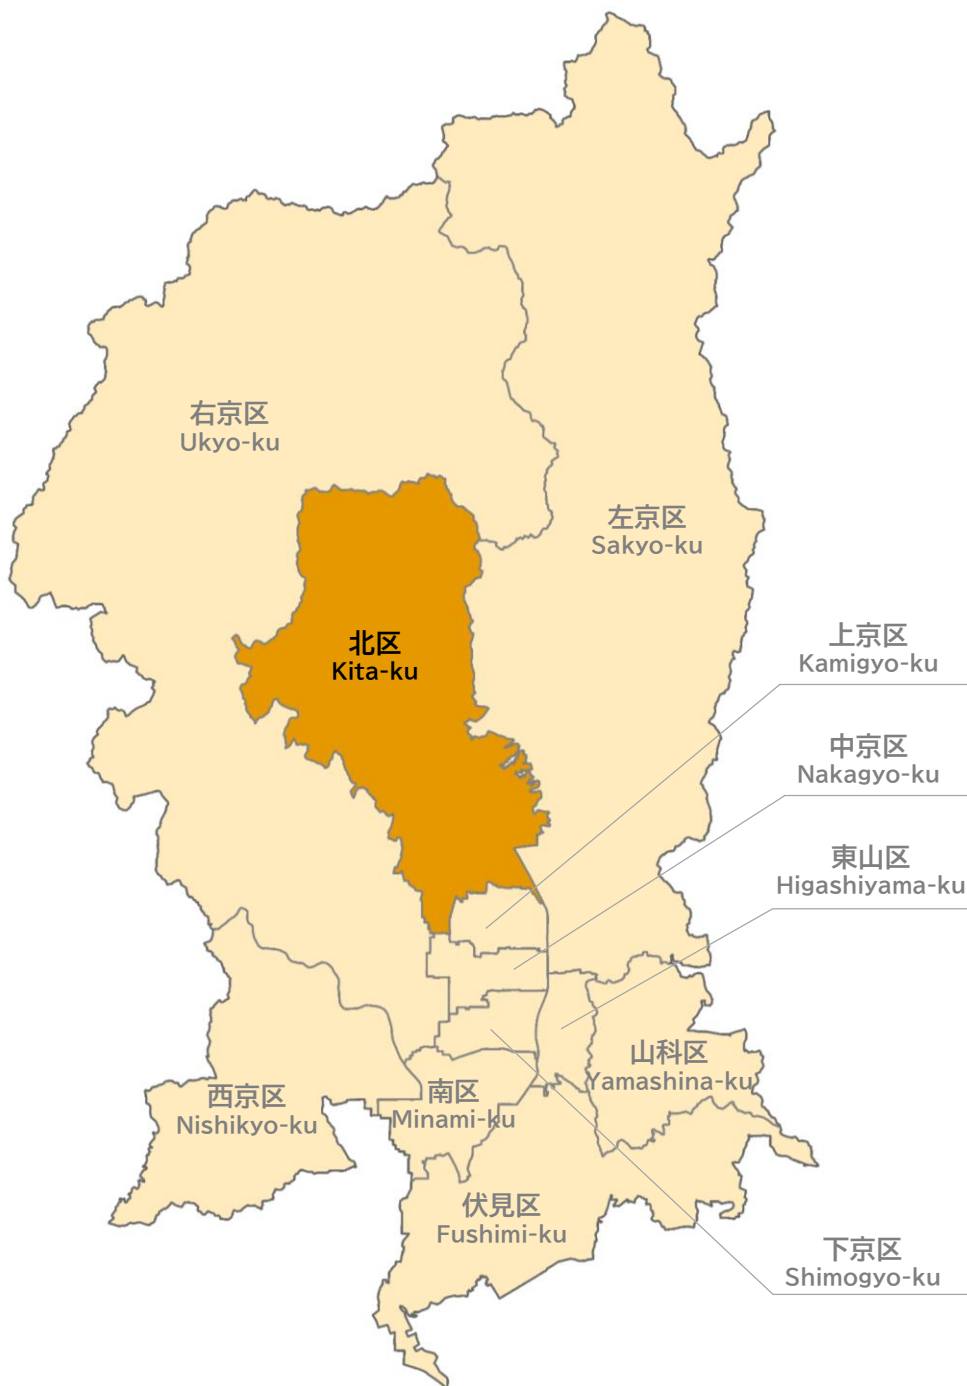 右京区
Ukyo-ku
左京区
Sakyo-ku
北区
Kita-ku
上京区
Kamigyo-ku
中京区
Nakagyo-ku
東山区
Higashiyama-ku
山科区
Yamashina-ku
西京区
Nishikyo-ku
南区
Minami-ku
伏見区
Fushimi-ku
下京区
Shimogyo-ku